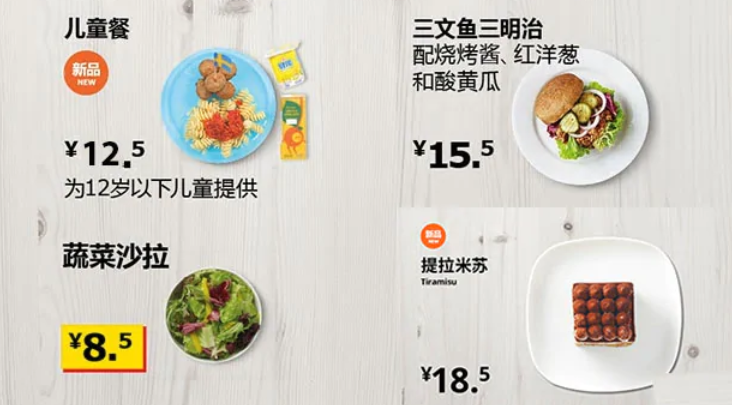 儿童餐
新品
NEW
¥12.5
为12岁以下儿童提供
三文鱼三明治
配烧烤酱、红洋葱
和酸黄瓜
¥15.5
蔬菜沙拉
¥8.5
新品
NEW
提拉米苏
Tiramisu
¥18.5